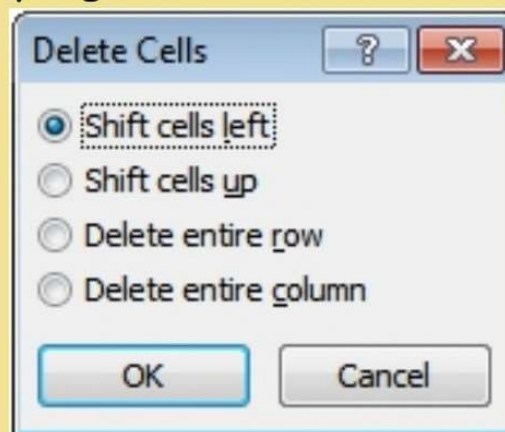 Delete Cells ?
Shift cells left
Shift cells up
Delete entire row
Delete entire column
OK Cancel